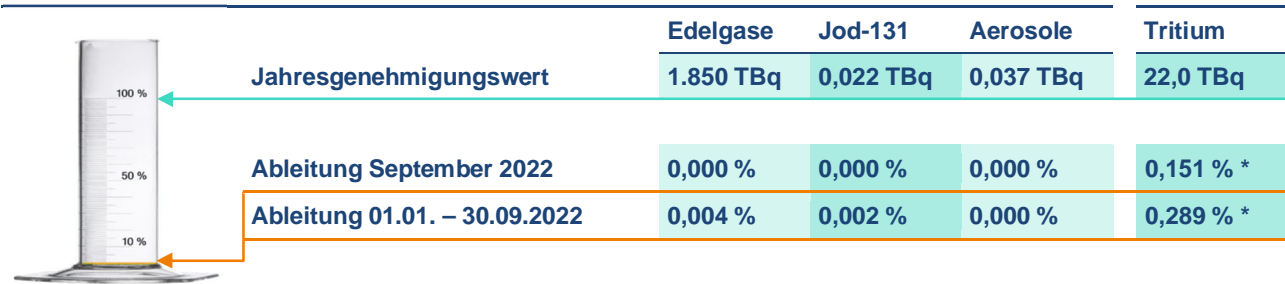 Edelgase Jod-131 Aerosole Tritium
Jahresgenehmigungswert 1.850 TBq 0,022 TBq 0,037 TBq 22,0 TBq
100 %
Ableitung September 2022 0,000 % 0,000 % 0,000 % 0,151 % *
50 %
Ableitung 01.01. – 30.09.2022 0,004 % 0,002 % 0,000 % 0,289 % *
10 %